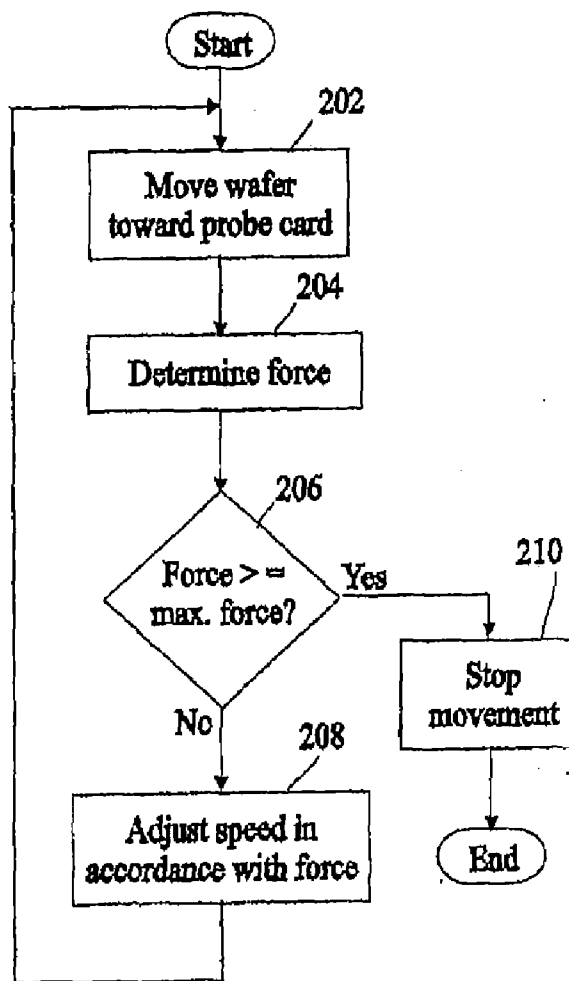 Start
202
Move wafer
toward probe card
204
Determine force
206
Force > =
max. force?
Yes
210
Stop
movement
No
208
Adjust speed in
accordance with force
End